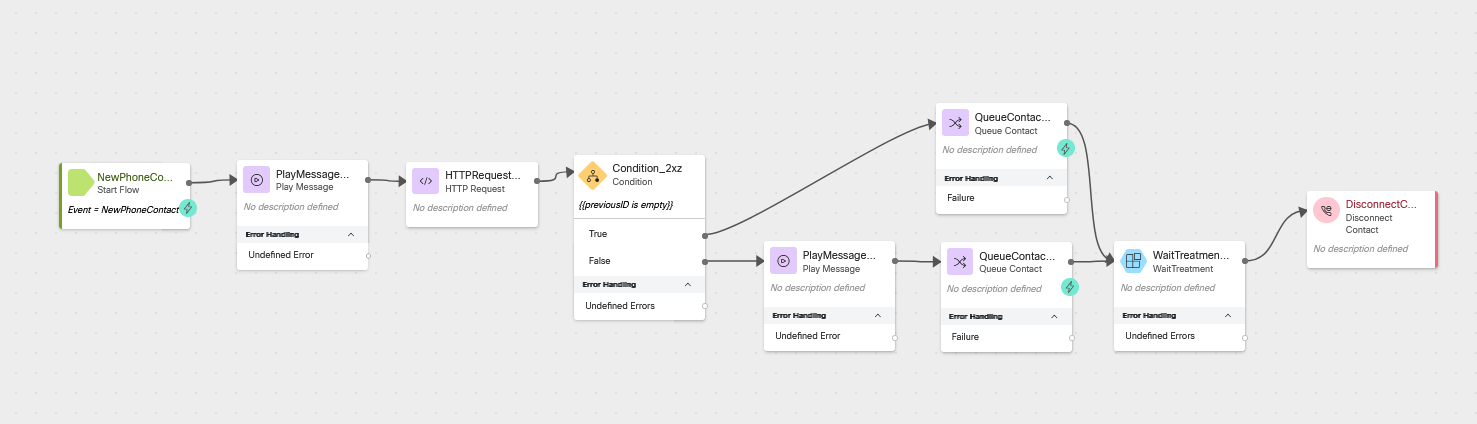 NewPhoneCo...
Start Flow
Event = NewPhoneContact
PlayMessage...
Play Message
No description defined
Error Handling
Undefined Error
HTTPRequest...
HTTP Request
No description defined
Condition_2xz
Condition
{{previousID is empty}}
True
False
Error Handling
Undefined Errors
QueueContac...
Queue Contact
No description defined
Error Handling
Failure
PlayMessage...
Play Message
No description defined
Error Handling
Undefined Error
QueueContac...
Queue Contact
No description defined
Error Handling
Failure
WaitTreatmen...
WaitTreatment
No description defined
Error Handling
Undefined Errors
DisconnectC...
Disconnect
Contact
No description defined